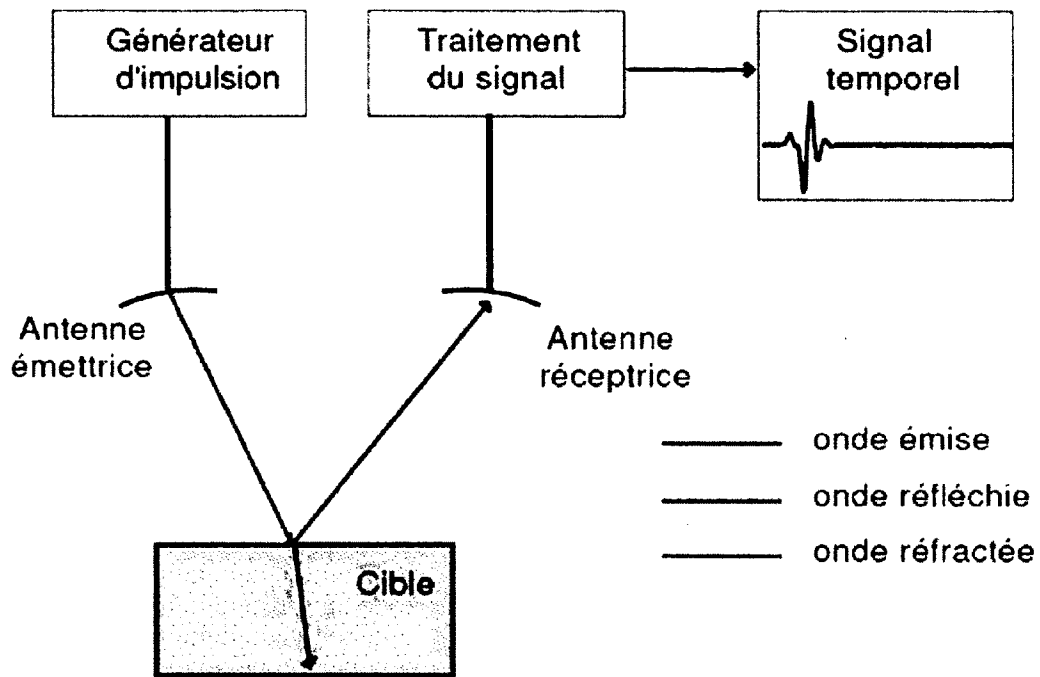 Générateur
d'impulsion
Traitement
du signal
Signal
temporel
Antenne
émettrice
Antenne
réceptrice
onde émise
onde réfléchie
onde réfractée
Cible